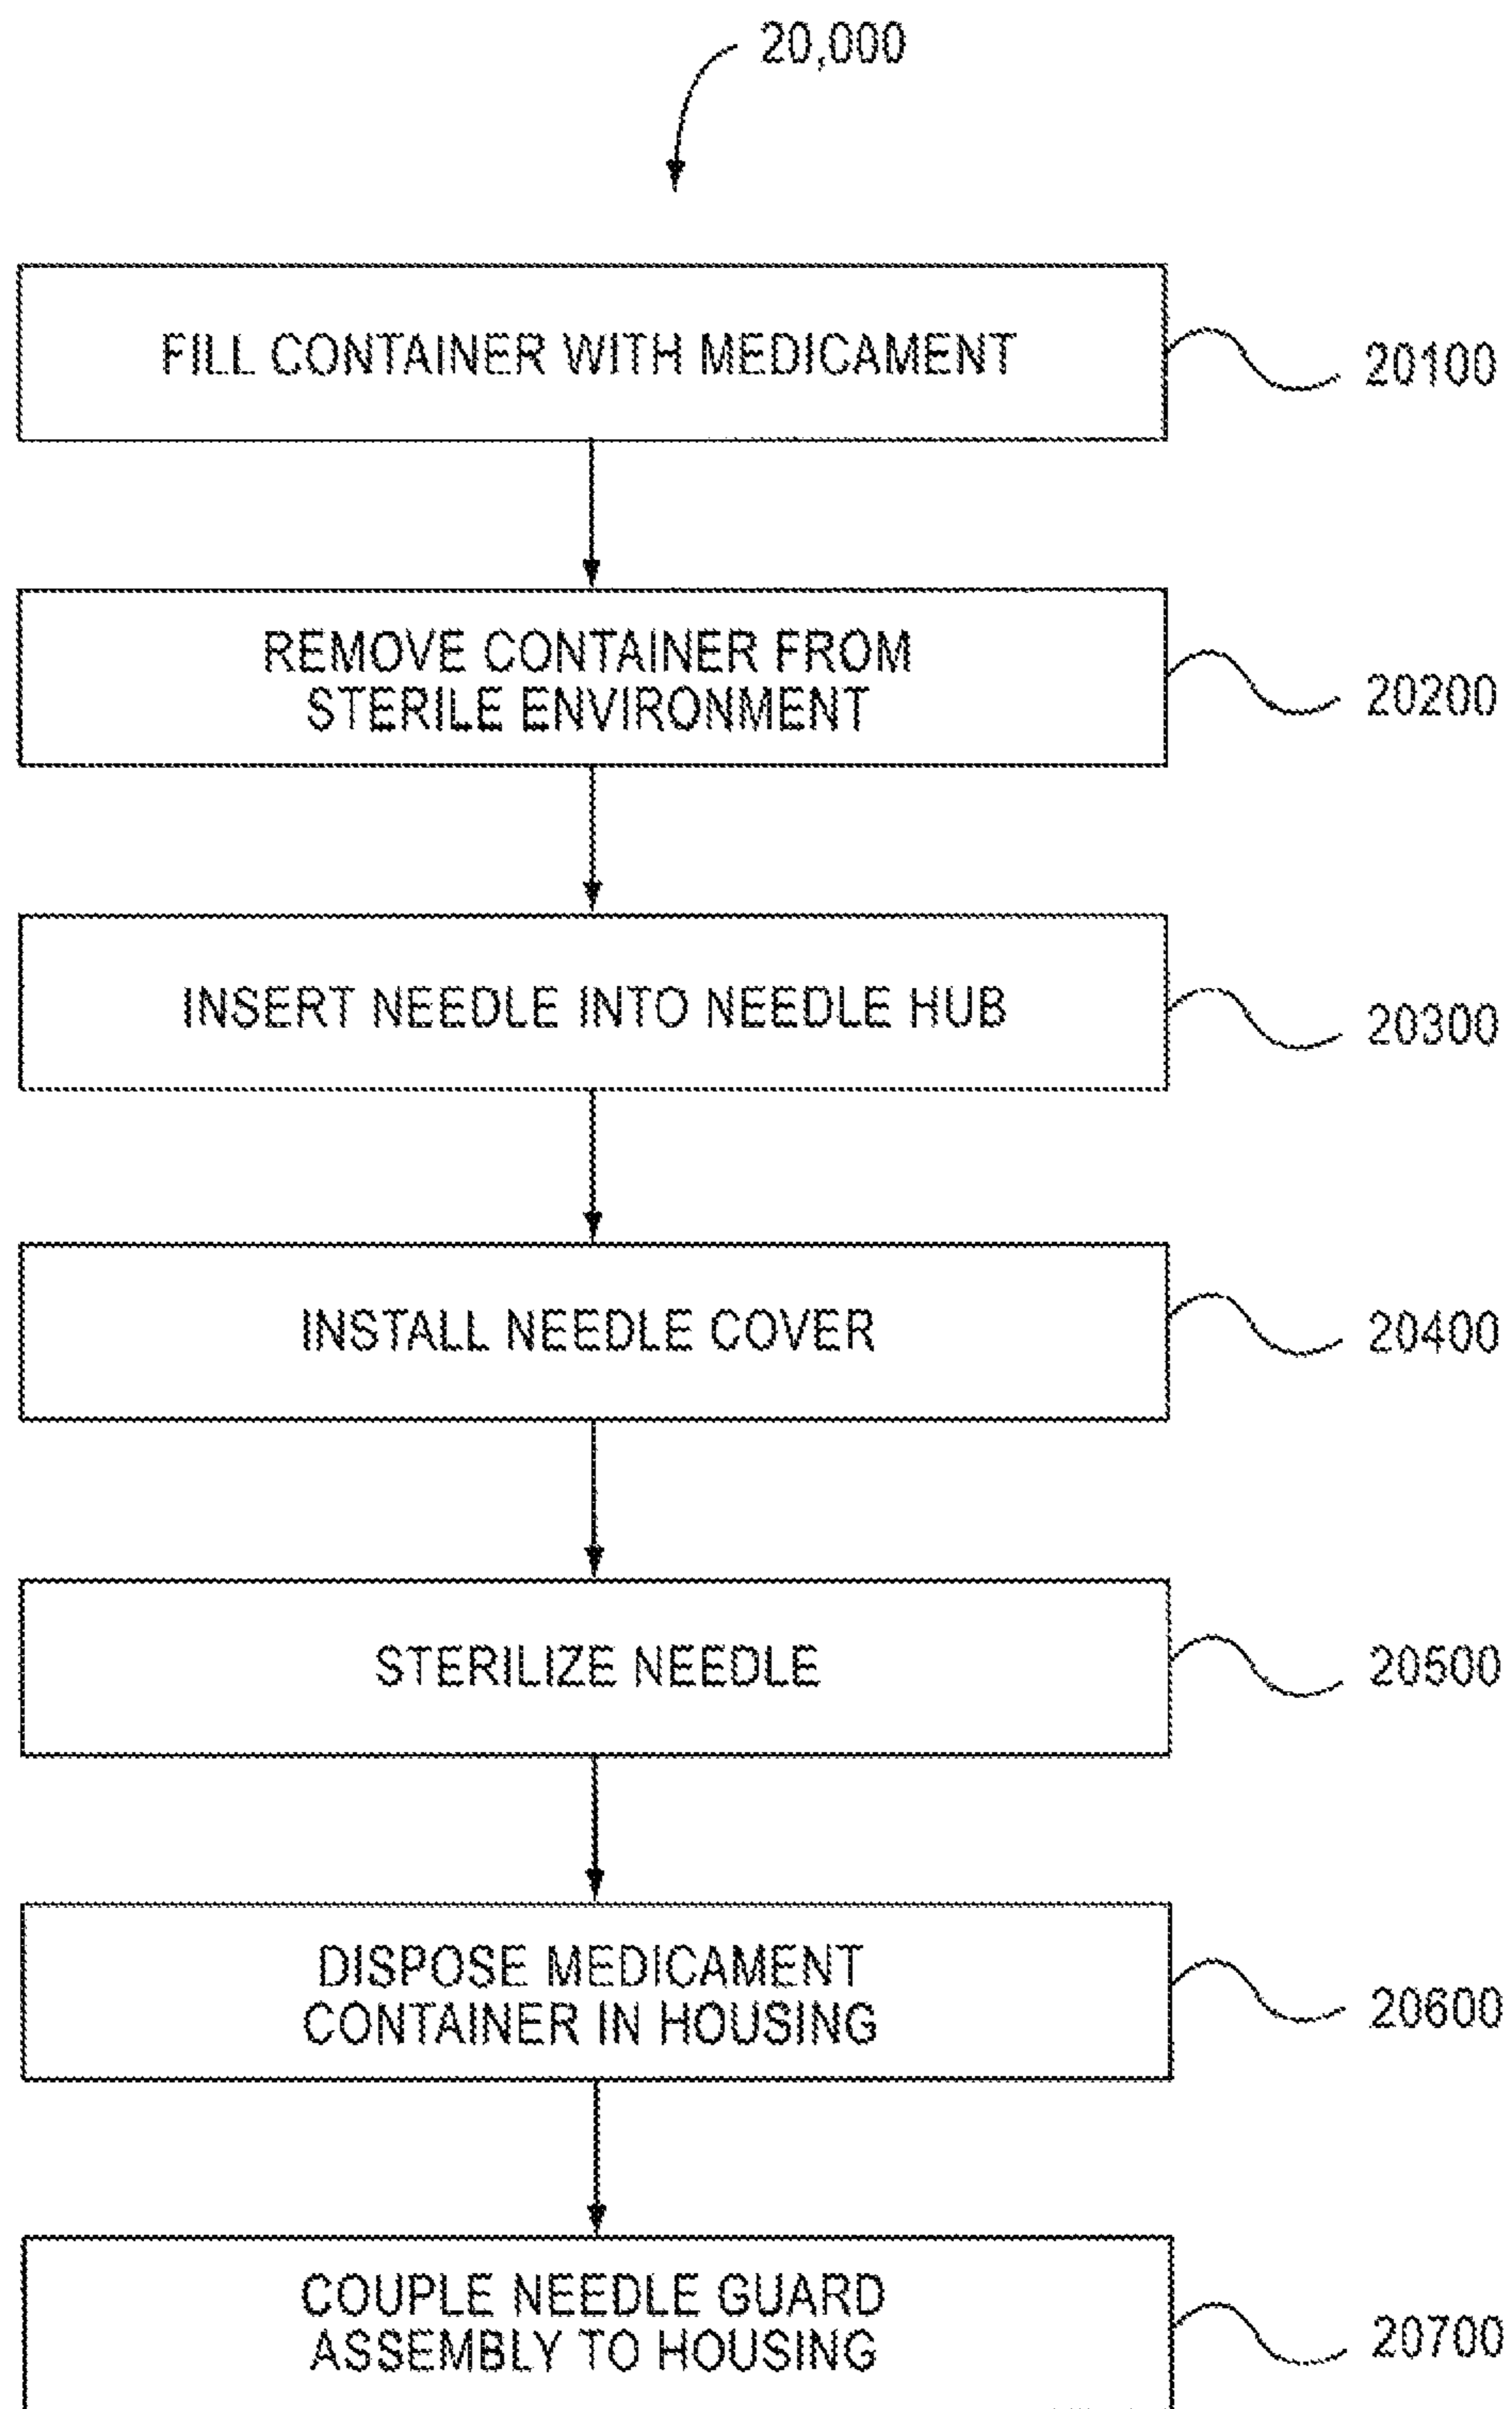 20,000
FILL CONTAINER WITH MEDICAMENT
20100
REMOVE CONTAINER FROM
STERILE ENVIRONMENT
20200
INSERT NEEDLE INTO NEEDLE HUB
20300
INSTALL NEEDLE COVER
20400
STERILIZE NEEDLE
20500
DISPOSE MEDICAMENT
CONTAINER IN HOUSING
20600
COUPLE NEEDLE GUARD
ASSEMBLY TO HOUSING
20700